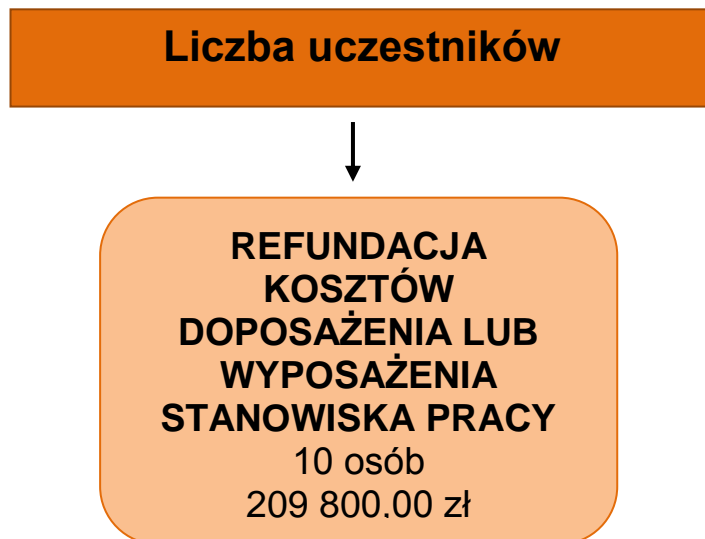 Liczba uczestników
REFUNDACJA
KOSZTÓW
DOPOSAŻENIA LUB
WYPOSAŻENIA
STANOWISKA PRACY
10 osób
209 800,00 zł